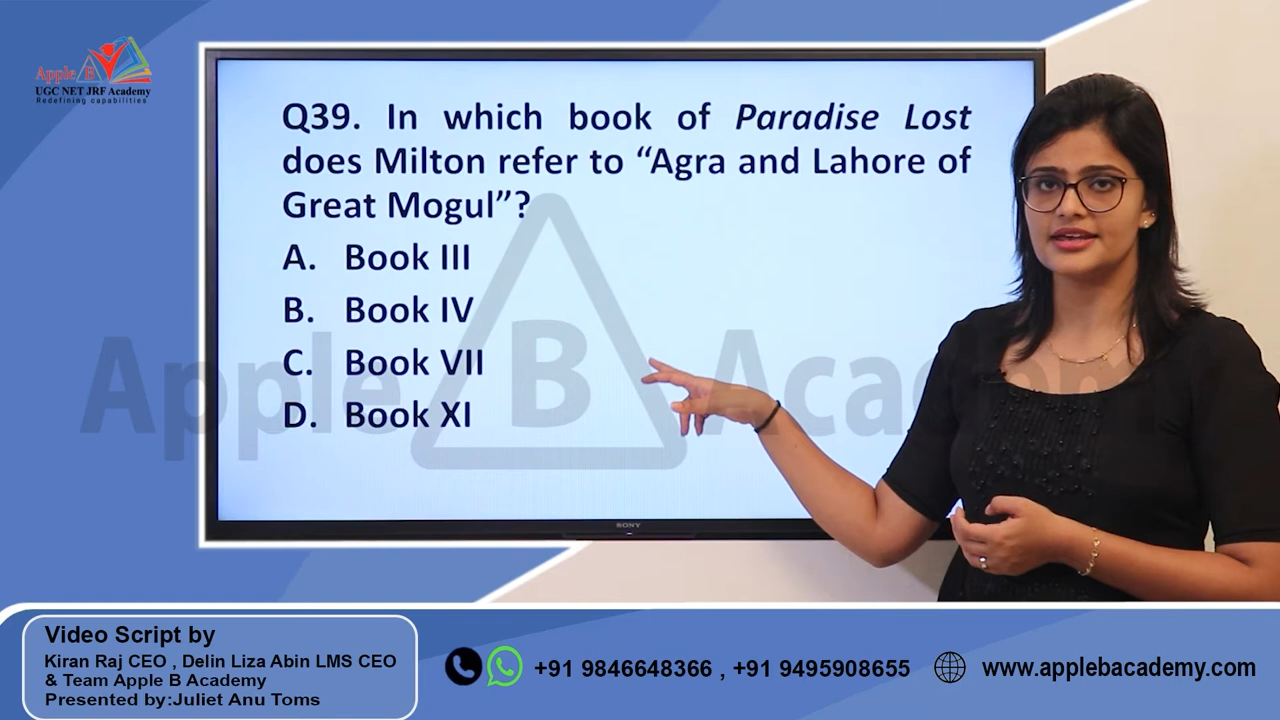 Apple B
UGC NET JRF Academy
Redefining capabilities
Q39. In which book of Paradise Lost
does Milton refer to “Agra and Lahore of
Great Mogul”?
A. Book III
B. Book IV
C. Book VII
D. Book XI
Apple B Academy
SONY
Video Script by
Kiran Raj CEO , Delin Liza Abin LMS CEO
& Team Apple B Academy
Presented by:Juliet Anu Toms
+91 9846648366 , +91 9495908655
www.applebacademy.com